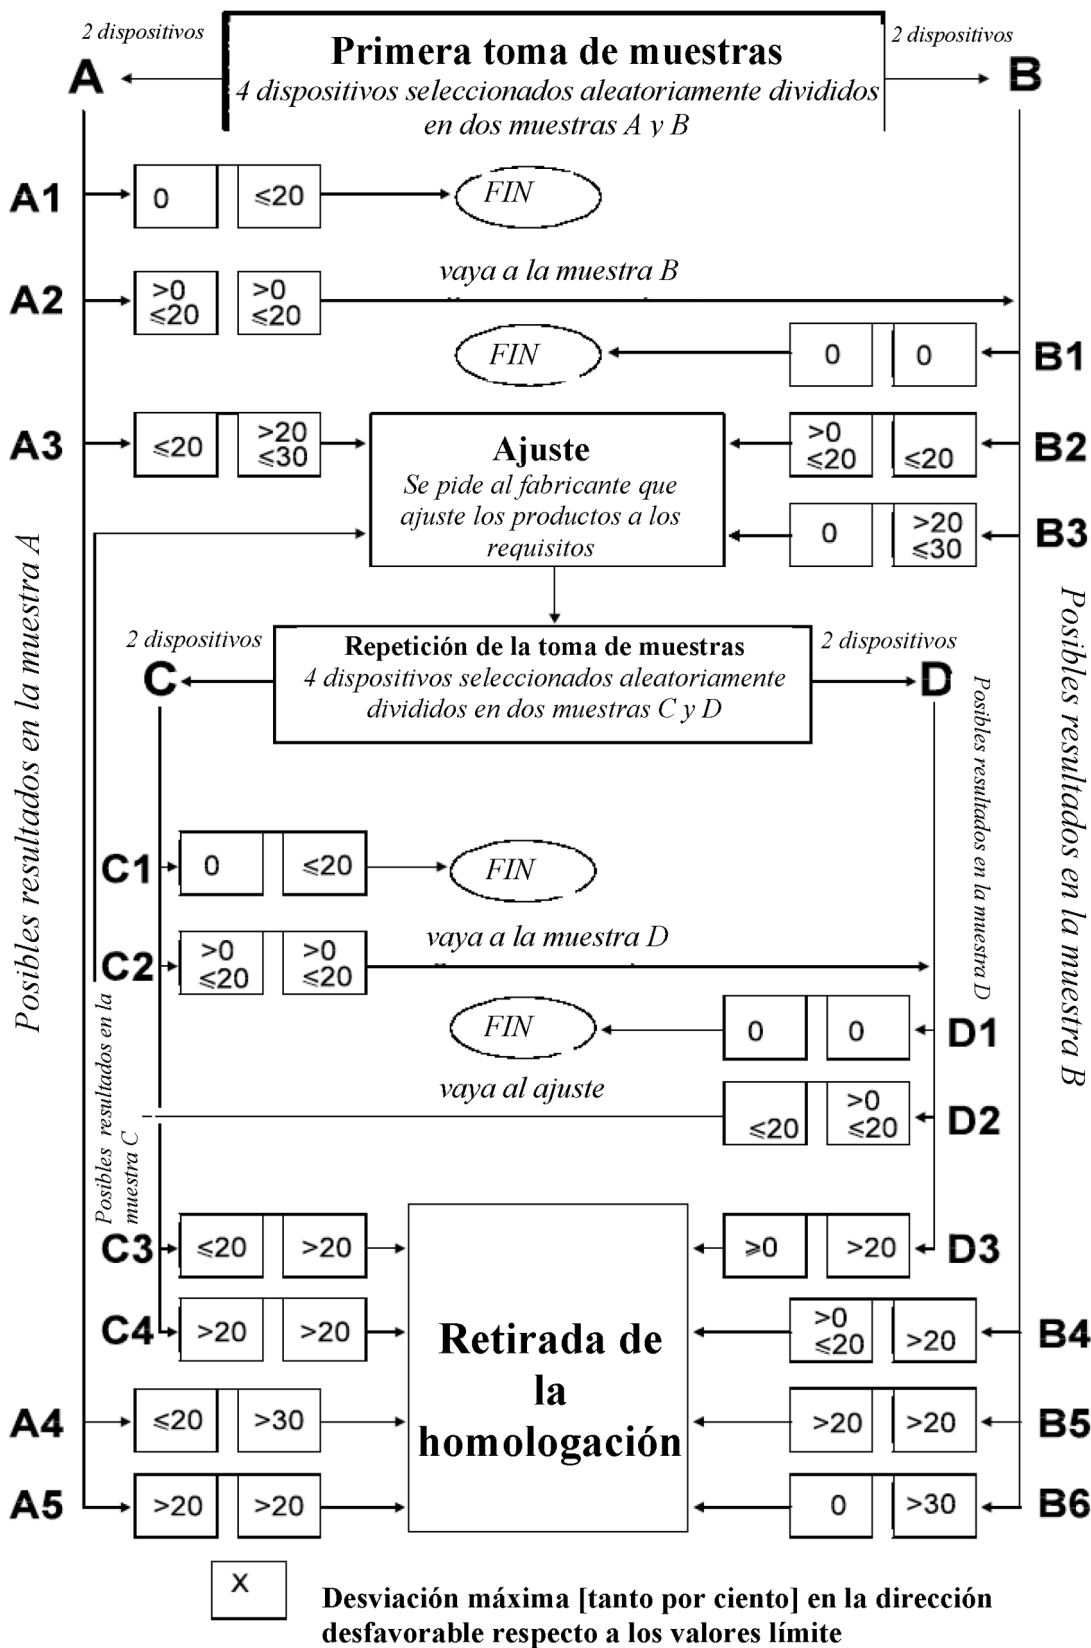 2 dispositivos
Primera toma de muestras
2 dispositivos
A
4 dispositivos seleccionados aleatoriamente divididos
en dos muestras A y B
B
A1
0
≤20
FIN
A2
>0
≤20
>0
≤20
vaya a la muestra B
FIN
0
0
B1
A3
≤20
>20
≤30
Ajuste
Se pide al fabricante que
ajuste los productos a los
requisitos
>0
≤20
≤20
B2
0
>20
≤30
B3
Posibles resultados en la muestra A
Posibles resultados en la muestra B
2 dispositivos
Repetición de la toma de muestras
4 dispositivos seleccionados aleatoriamente
divididos en dos muestras C y D
2 dispositivos
C
D
Posibles resultados en la muestra D
C1
0
≤20
FIN
C2
>0
≤20
>0
≤20
vaya a la muestra D
Posibles resultados en la
muestra C
FIN
0
0
D1
vaya al ajuste
≤20
>0
≤20
D2
C3
≤20
>20
≥0
>20
D3
C4
>20
>20
Retirada de
la
homologación
>0
≤20
>20
B4
A4
≤20
>30
>20
>20
B5
A5
>20
>20
0
>30
B6
X
Desviación máxima [tanto por ciento] en la dirección
desfavorable respecto a los valores límite